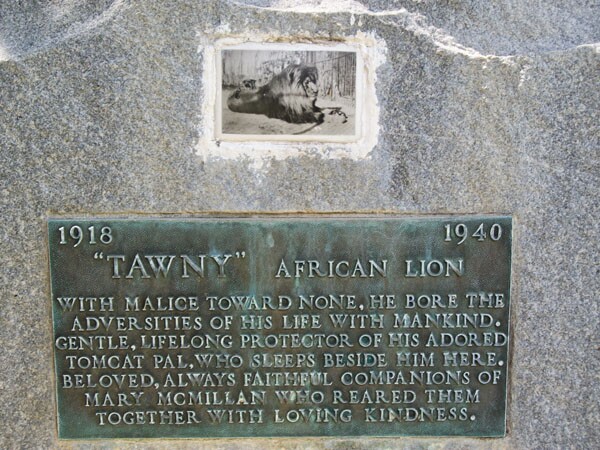 1918 1940
"TAWNY" AFRICAN LION
WITH MALICE TOWARD NONE, HE BORE THE
ADVERSITIES OF HIS LIFE WITH MANKIND.
GENTLE, LIFELONG PROTECTOR OF HIS ADORED
TOMCAT PAL, WHO SLEEPS BESIDE HIM HERE.
BELOVED, ALWAYS FAITHFUL COMPANIONS OF
MARY MCMILLAN WHO REARED THEM
TOGETHER WITH LOVING KINDNESS.